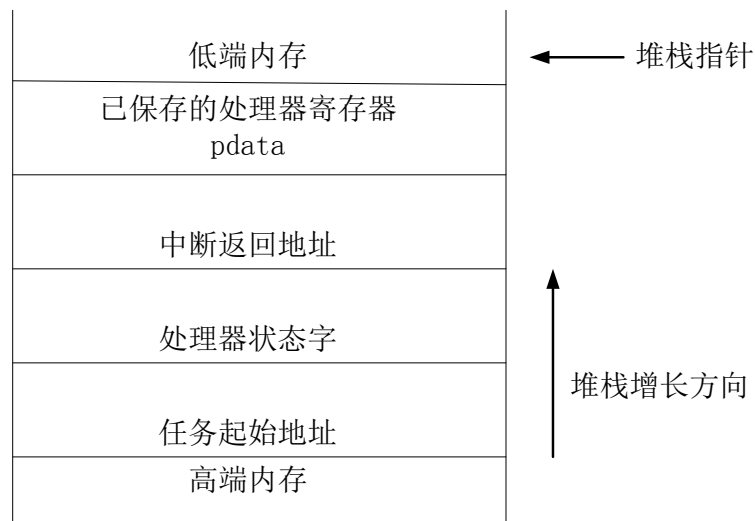 低端内存
堆栈指针
已保存的处理器寄存器
pdata
中断返回地址
处理器状态字
堆栈增长方向
任务起始地址
高端内存